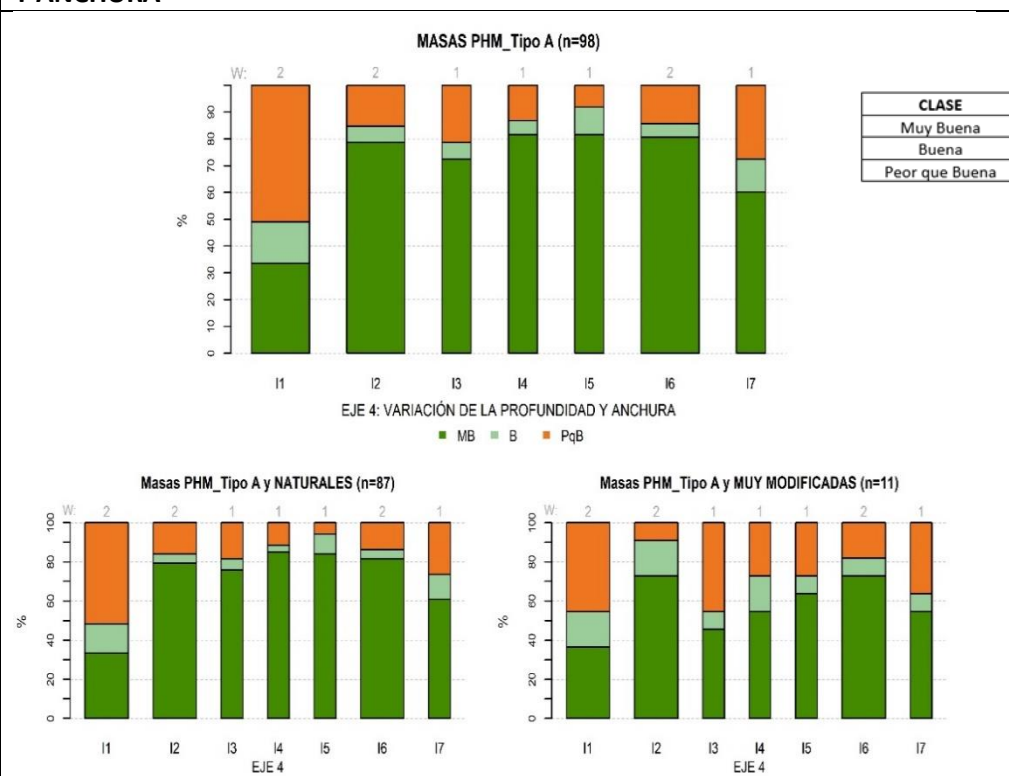 Y ANCHURA
MASAS PHM_Tipo A (n=98)
W: 2 2 1 1 1 2 1
%
0 10 20 30 40 50 60 70 80 90
I1 I2 I3 I4 I5 I6 I7
EJE 4: VARIACIÓN DE LA PROFUNDIDAD Y ANCHURA
MB B PqB
CLASE
Muy Buena
Buena
Peor que Buena
Masas PHM_Tipo A y NATURALES (n=87)
W: 2 2 1 1 1 2 1
%
0 20 40 60 80 100
I1 I2 I3 I4 I5 I6 I7
EJE 4
Masas PHM_Tipo A y MUY MODIFICADAS (n=11)
W: 2 2 1 1 1 2 1
%
0 20 40 60 80 100
I1 I2 I3 I4 I5 I6 I7
EJE 4